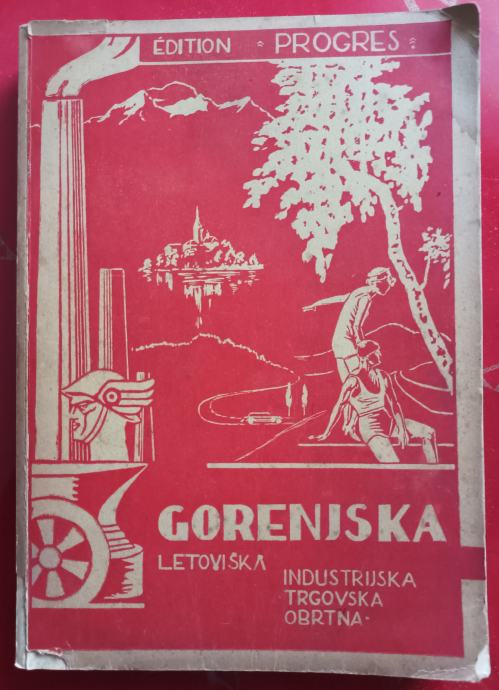 ÉDITION "PROGRES"
GORENJSKA
LETOVIŠKA
INDUSTRIJSKA
TRGOVSKA
OBRTNA·